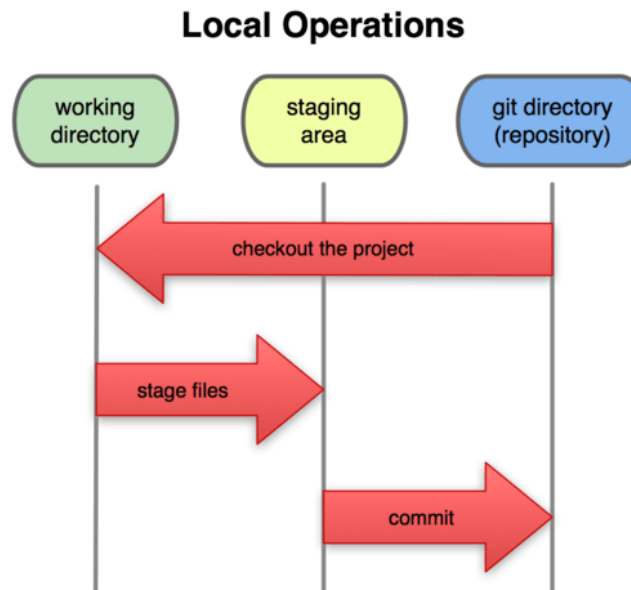 Local Operations
working
directory
staging
area
git directory
(repository)
checkout the project
stage files
commit